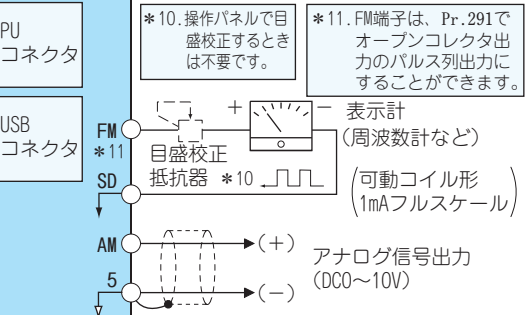 PU
コネクタ
USB
コネクタ
*10.操作パネルで目
盛校正するとき
は不要です。
*11.FM端子は、Pr.291で
オープンコレクタ出
力のパルス列出力に
することができます。
FM
*11
SD
AM
5
+
−
目盛校正
抵抗器 *10
表示計
(周波数計など)
(可動コイル形
1mAフルスケール)
(+)
(−)
アナログ信号出力
(DC0～10V)